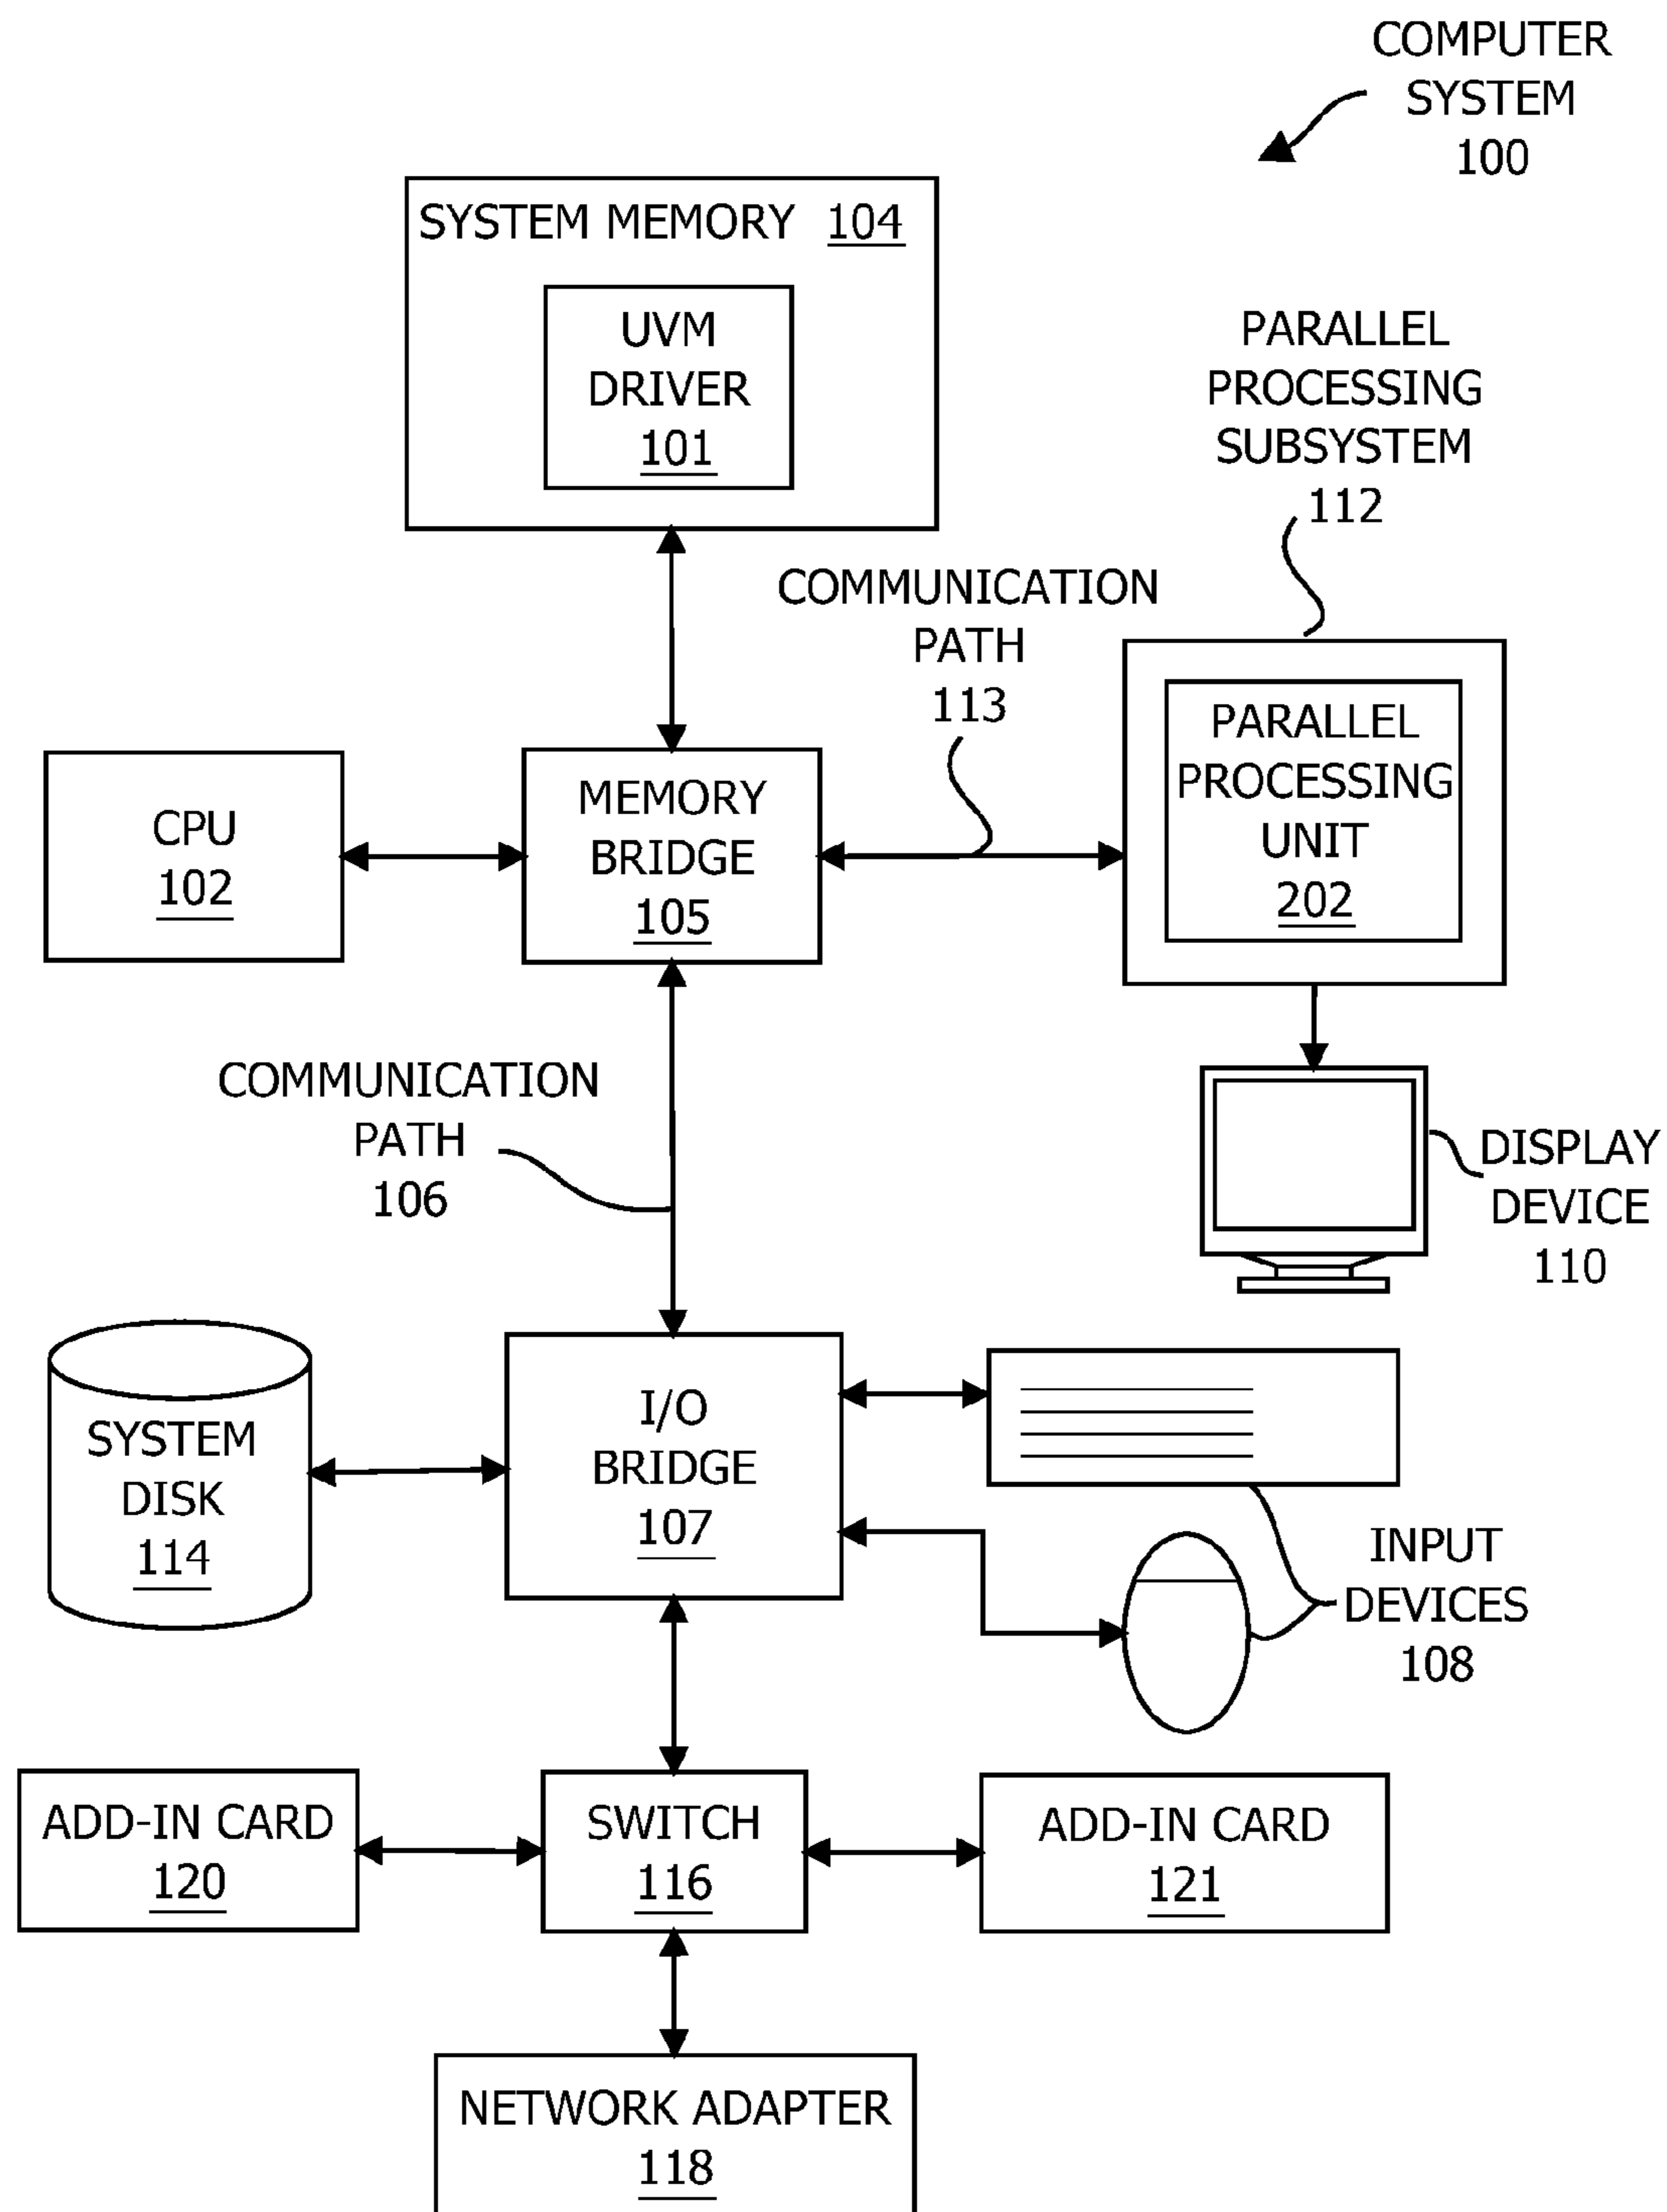 COMPUTER
SYSTEM
100
SYSTEM MEMORY 104
UVM
DRIVER
101
PARALLEL
PROCESSING
SUBSYSTEM
112
COMMUNICATION
PATH
113
PARALLEL
PROCESSING
UNIT
202
CPU
102
MEMORY
BRIDGE
105
COMMUNICATION
PATH
106
DISPLAY
DEVICE
110
SYSTEM
DISK
114
I/O
BRIDGE
107
INPUT
DEVICES
108
ADD-IN CARD
120
SWITCH
116
ADD-IN CARD
121
NETWORK ADAPTER
118